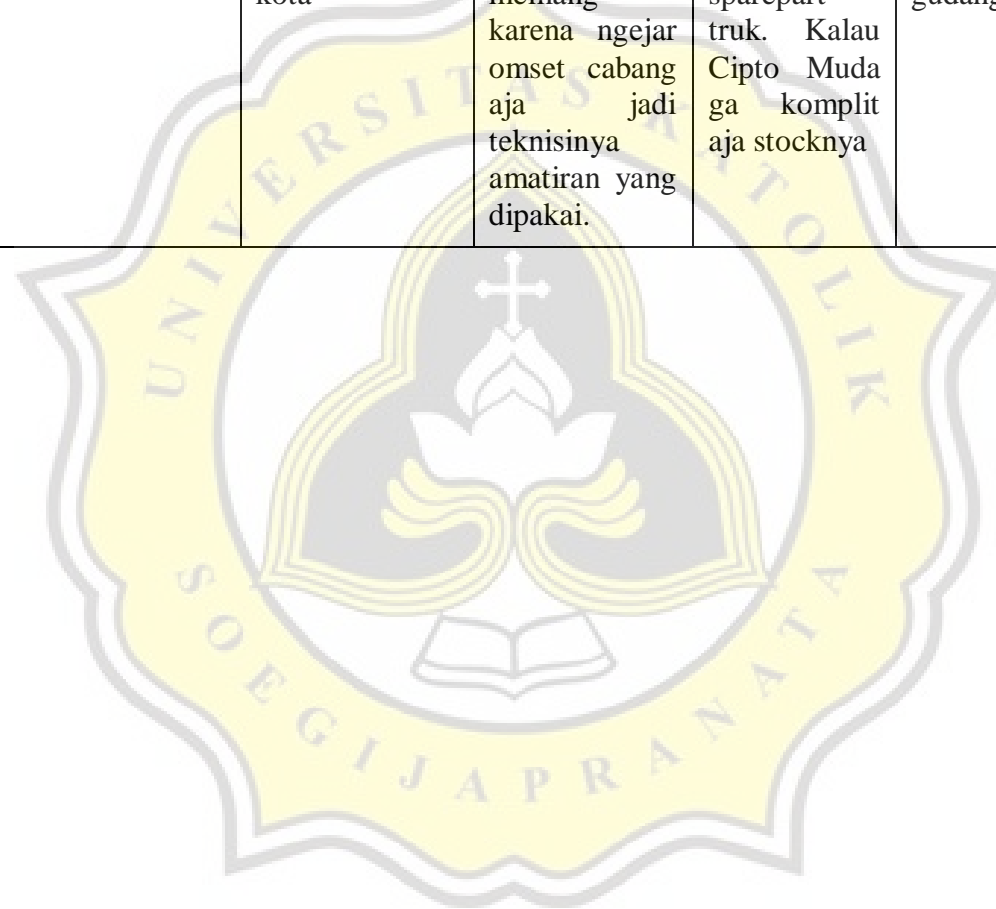 kota
memang
karena ngejar
omset cabang
aja jadi
teknisinya
amatiran yang
dipakai.
sparepart
truk. Kalau
Cipto Muda
ga komplit
aja stocknya
gudang
UNIVERSITAS KATOLIK
SOEGIJAPRANATA